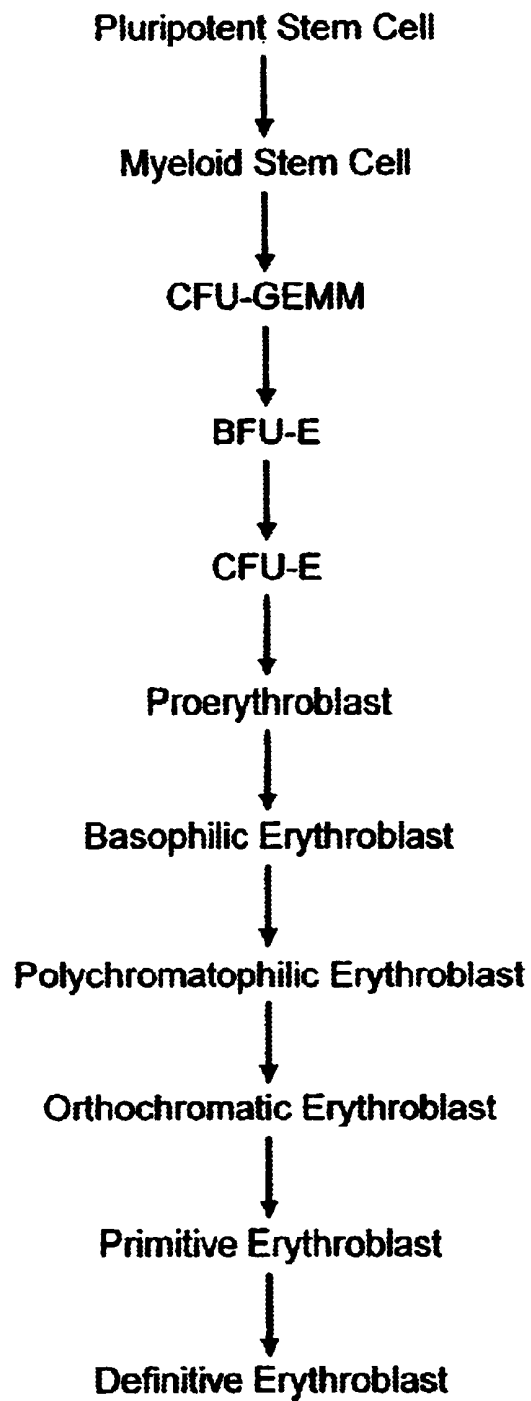 Pluripotent Stem Cell
Myeloid Stem Cell
CFU-GEMM
BFU-E
CFU-E
Proerythroblast
Basophilic Erythroblast
Polychromatophilic Erythroblast
Orthochromatic Erythroblast
Primitive Erythroblast
Definitive Erythroblast